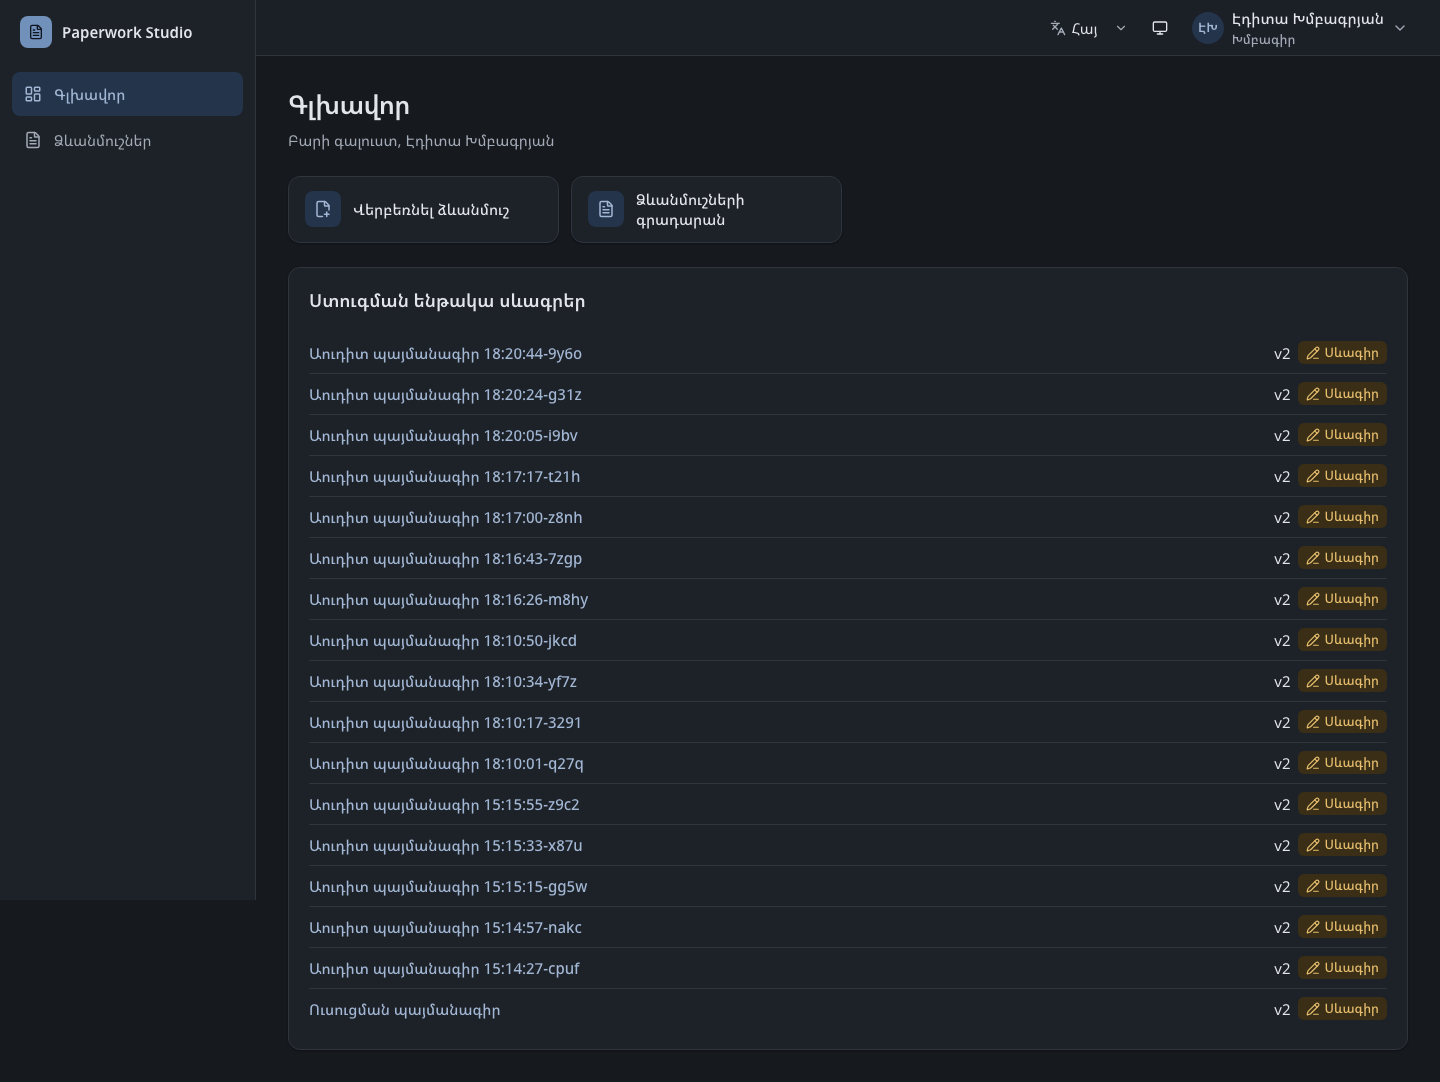 Paperwork Studio
Հայ
ԷԽ
Էդիտա Խմբագրյան
Խմբագիր
Գլխավոր
Ձևանմուշներ
Գլխավոր
Բարի գալուստ, Էդիտա Խմբագրյան
Վերբեռնել ձևանմուշ
Ձևանմուշների
գրադարան
Ստուգման ենթակա սևագրեր
Աուդիտ պայմանագիր 18:20:44-9y6o v2 Սևագիր
Աուդիտ պայմանագիր 18:20:24-g31z v2 Սևագիր
Աուդիտ պայմանագիր 18:20:05-i9bv v2 Սևագիր
Աուդիտ պայմանագիր 18:17:17-t21h v2 Սևագիր
Աուդիտ պայմանագիր 18:17:00-z8nh v2 Սևագիր
Աուդիտ պայմանագիր 18:16:43-7zgp v2 Սևագիր
Աուդիտ պայմանագիր 18:16:26-m8hy v2 Սևագիր
Աուդիտ պայմանագիր 18:10:50-jkcd v2 Սևագիր
Աուդիտ պայմանագիր 18:10:34-yf7z v2 Սևագիր
Աուդիտ պայմանագիր 18:10:17-3291 v2 Սևագիր
Աուդիտ պայմանագիր 18:10:01-q27q v2 Սևագիր
Աուդիտ պայմանագիր 15:15:55-z9c2 v2 Սևագիր
Աուդիտ պայմանագիր 15:15:33-x87u v2 Սևագիր
Աուդիտ պայմանագիր 15:15:15-gg5w v2 Սևագիր
Աուդիտ պայմանագիր 15:14:57-nakc v2 Սևագիր
Աուդիտ պայմանագիր 15:14:27-cpuf v2 Սևագիր
Ուսուցման պայմանագիր v2 Սևագիր